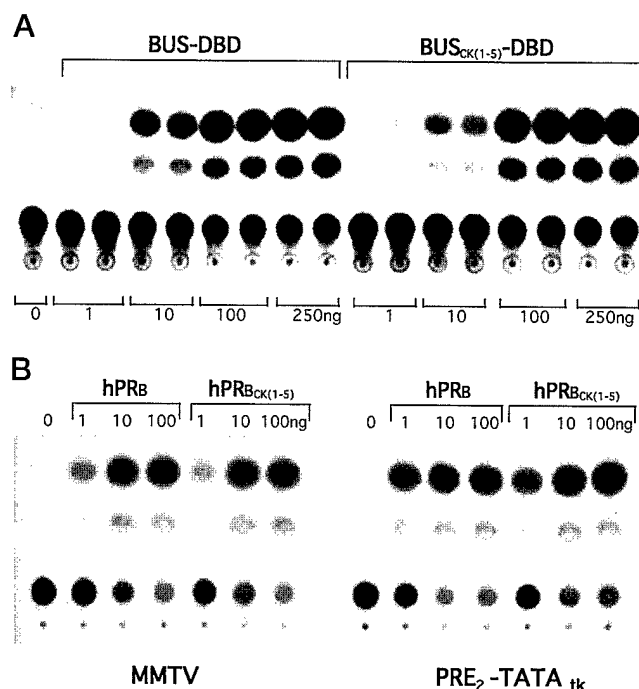 A
BUS-DBD BUSCK(1-5)-DBD
0 1 10 100 250ng 1 10 100 250ng
B
hPRB hPRBCK(1-5) hPRB hPRBCK(1-5)
0 1 10 100 1 10 100ng 0 1 10 100 1 10 100ng
MMTV PRE2-TATA tk